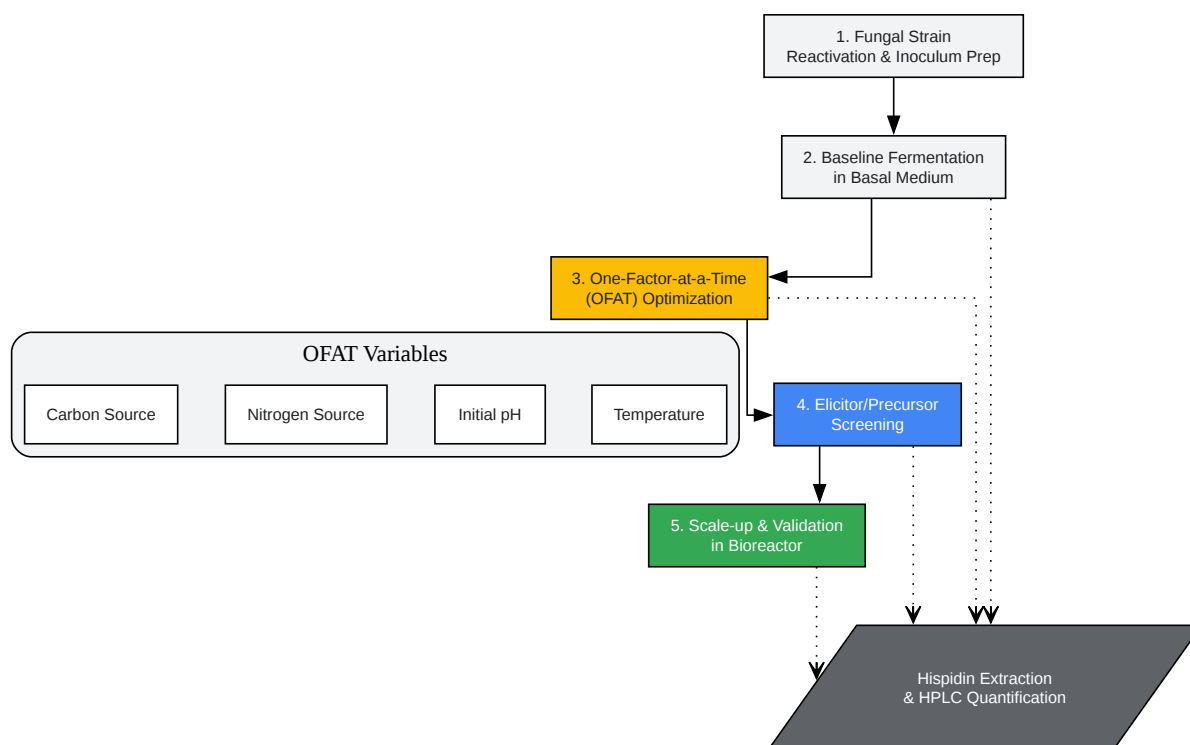 1. Fungal Strain
Reactivation & Inoculum Prep
2. Baseline Fermentation
in Basal Medium
3. One-Factor-at-a-Time
(OFAT) Optimization
OFAT Variables
Carbon Source
Nitrogen Source
Initial pH
Temperature
4. Elicitor/Precursor
Screening
5. Scale-up & Validation
in Bioreactor
Hispidin Extraction
& HPLC Quantification